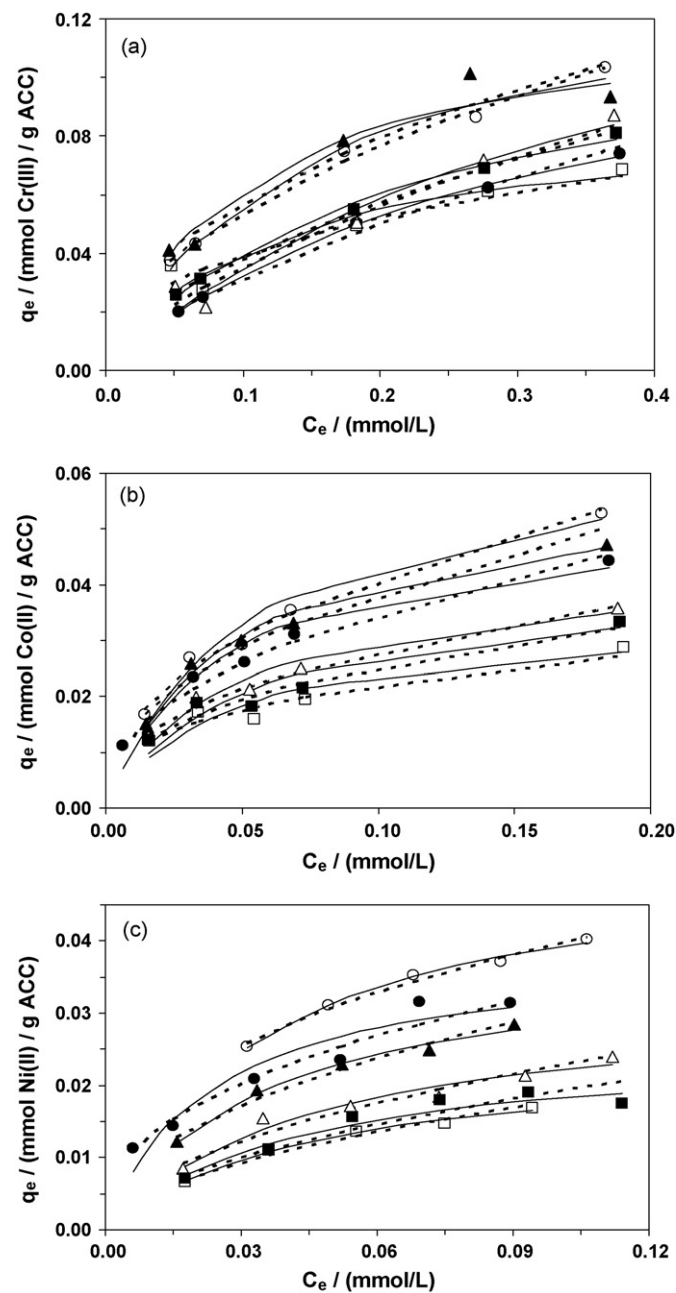 (a)
0.12
0.08
0.04
0.00
q_e / (mmol Cr(III) / g ACC)
0.0 0.1 0.2 0.3 0.4
C_e / (mmol/L)
(b)
0.06
0.04
0.02
0.00
q_e / (mmol Co(II) / g ACC)
0.00 0.05 0.10 0.15 0.20
C_e / (mmol/L)
(c)
0.04
0.03
0.02
0.01
0.00
q_e / (mmol Ni(II) / g ACC)
0.00 0.03 0.06 0.09 0.12
C_e / (mmol/L)